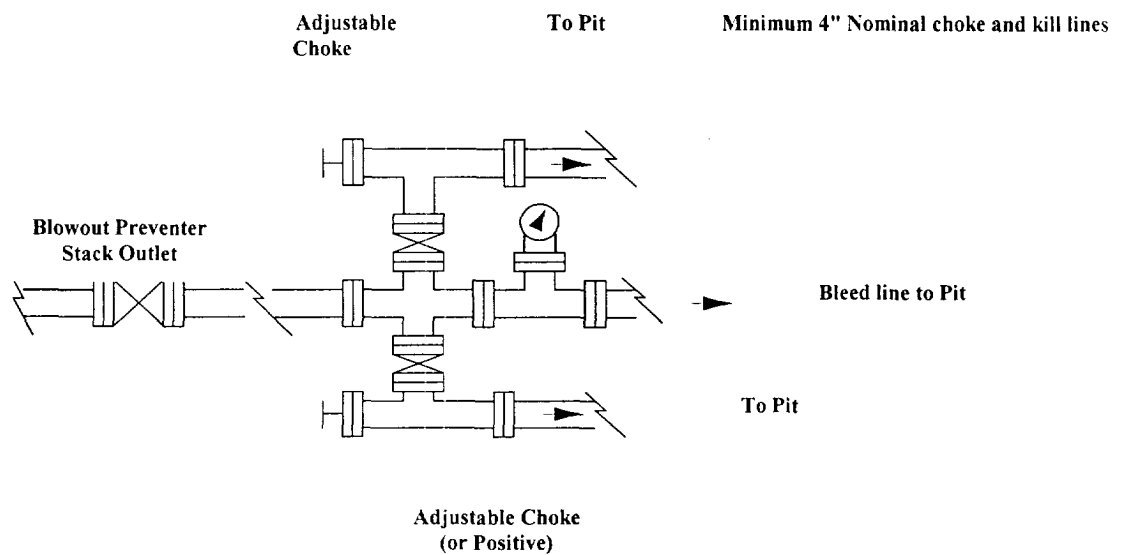 Adjustable
Choke
To Pit
Minimum 4" Nominal choke and kill lines
Blowout Preventer
Stack Outlet
Bleed line to Pit
To Pit
Adjustable Choke
(or Positive)